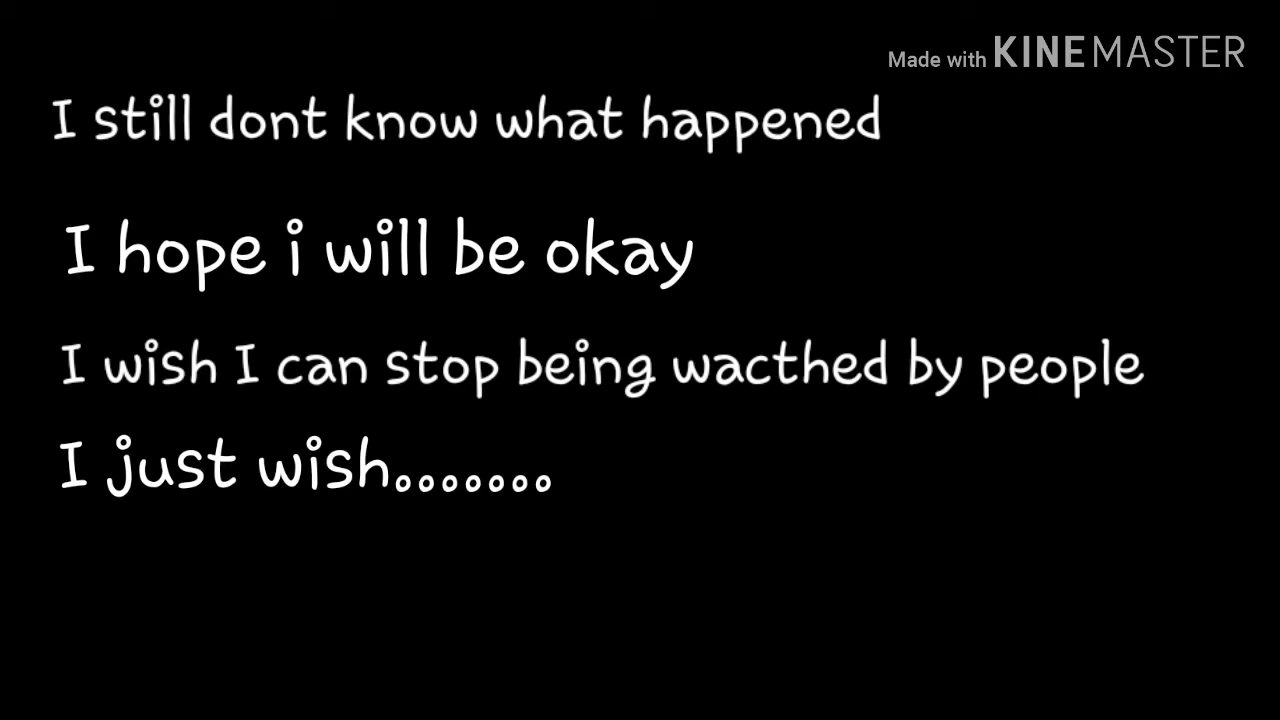 Made with KINEMASTER
I still dont know what happened
I hope i will be okay
I wish I can stop being wacthed by people
I just wish.......